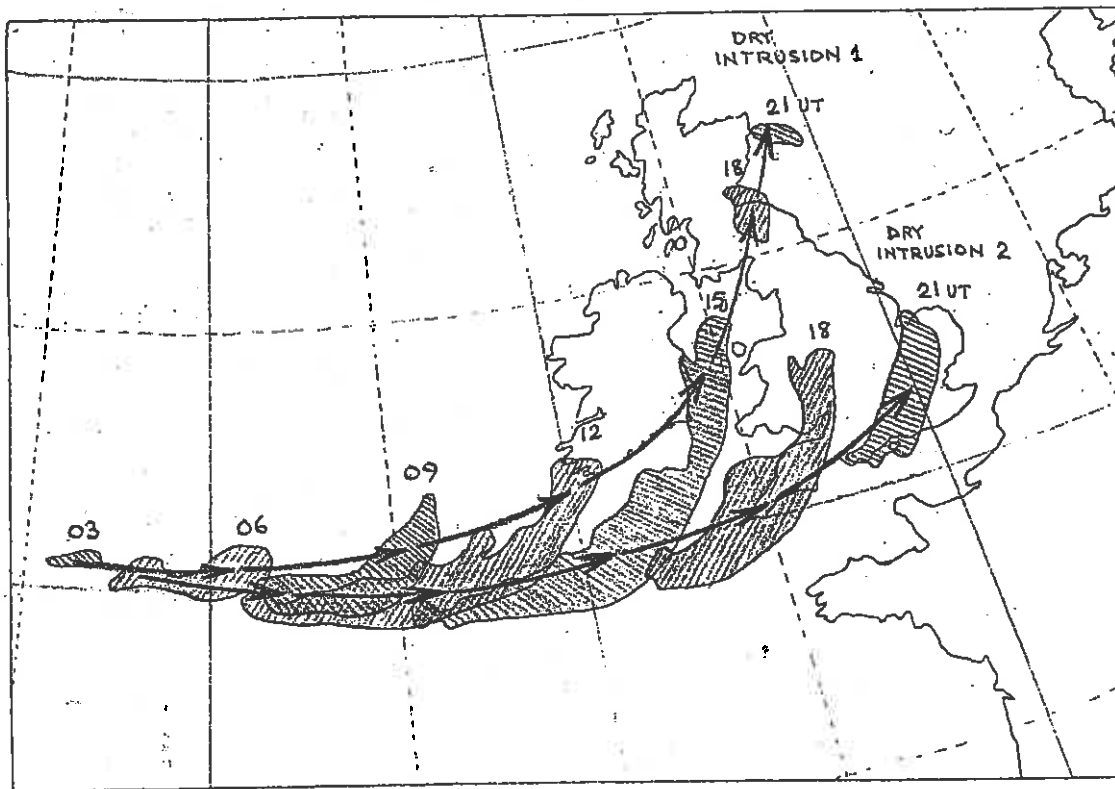 DRY
INTRUSION 1
21 UT
18
DRY
INTRUSION 2
21 UT
15
18
12
09
03
06